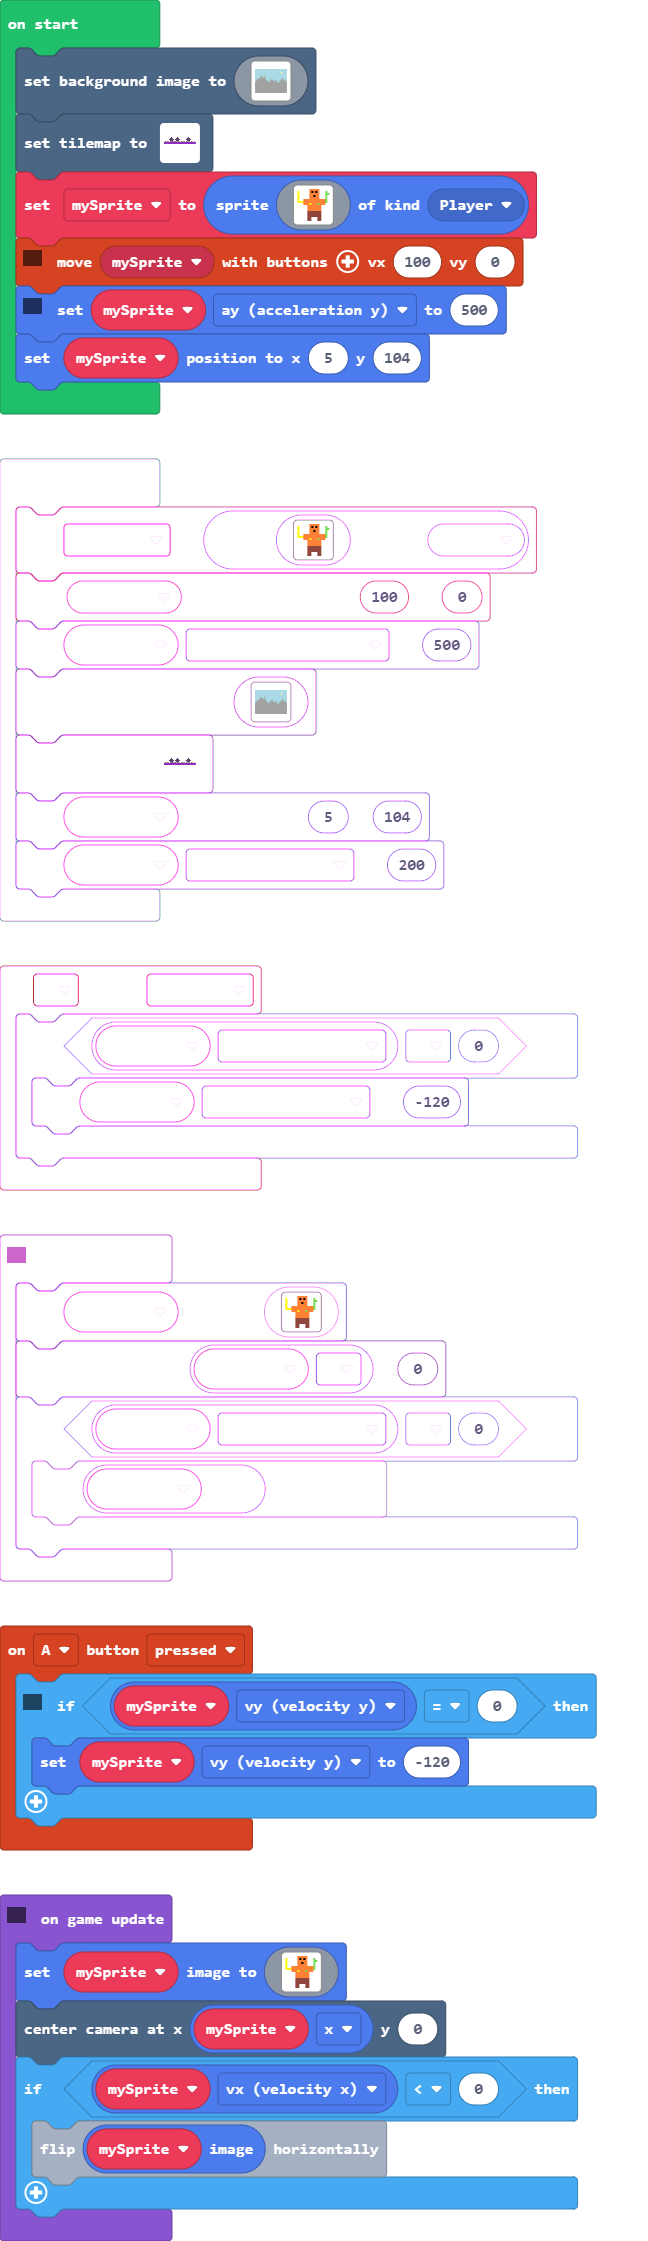 on start
set background image to
set tilemap to
set mySprite to sprite of kind Player
move mySprite with buttons vx 100 vy 0
set mySprite ay (acceleration y) to 500
set mySprite position to x 5 y 104
100 0
500
5 104
200
0
-120
0
0
on A button pressed
if mySprite vy (velocity y) = 0 then
set mySprite vy (velocity y) to -120
on game update
set mySprite image to
center camera at x mySprite x y 0
if mySprite vx (velocity x) < 0 then
flip mySprite image horizontally